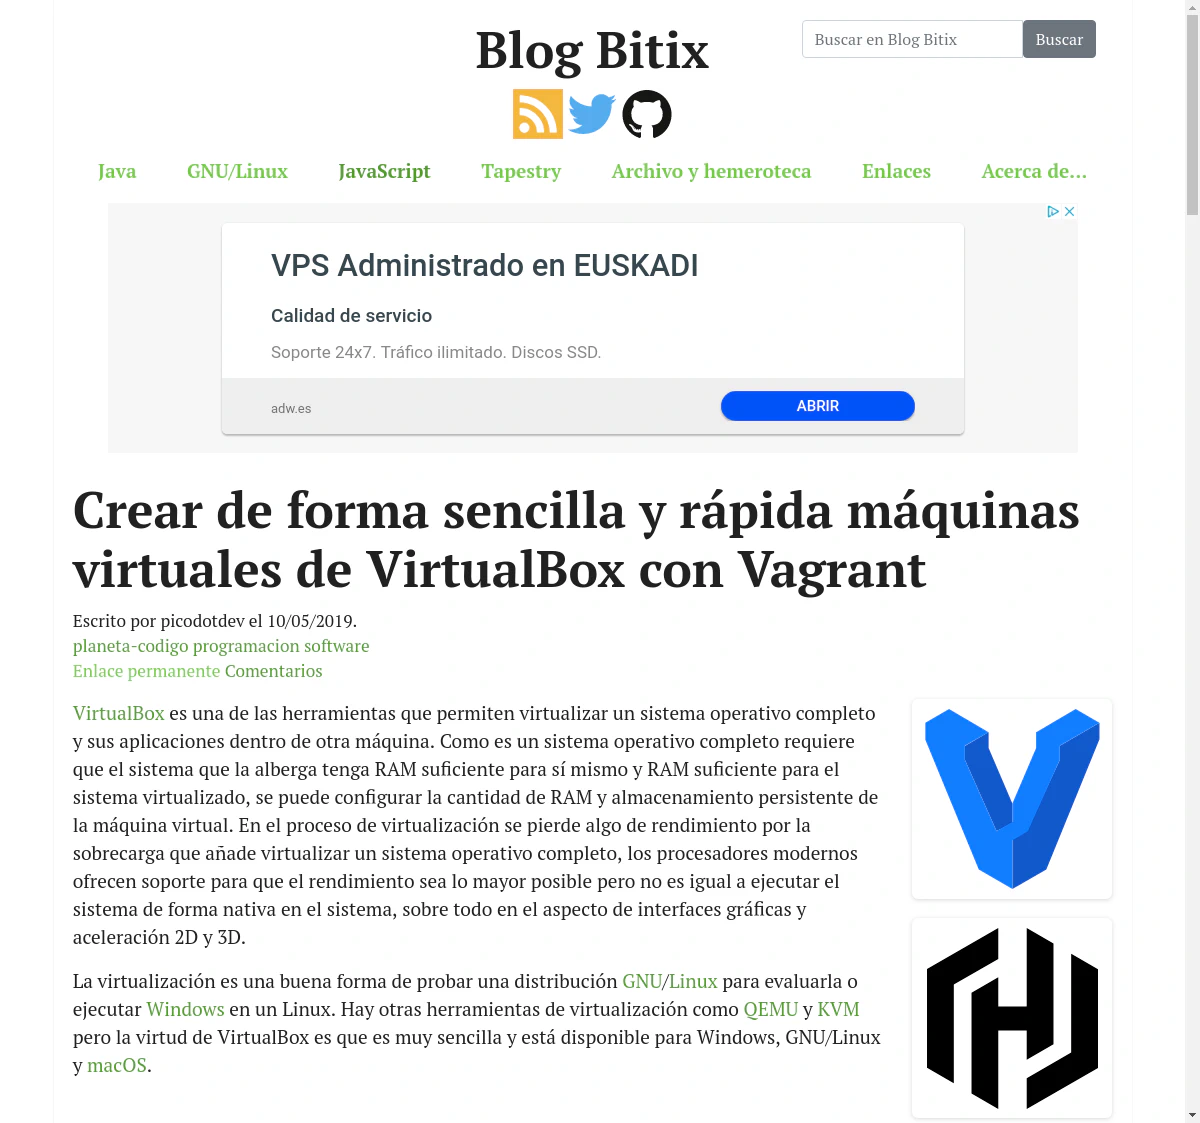 Blog Bitix
Buscar en Blog Bitix
Buscar
Java
GNU/Linux
JavaScript
Tapestry
Archivo y hemeroteca
Enlaces
Acerca de...
VPS Administrado en EUSKADI
Calidad de servicio
Soporte 24x7. Tráfico ilimitado. Discos SSD.
adw.es
ABRIR
Crear de forma sencilla y rápida máquinas
virtuales de VirtualBox con Vagrant
Escrito por picodotdev el 10/05/2019.
planeta-codigo programacion software
Enlace permanente Comentarios
VirtualBox es una de las herramientas que permiten virtualizar un sistema operativo completo
y sus aplicaciones dentro de otra máquina. Como es un sistema operativo completo requiere
que el sistema que la alberga tenga RAM suficiente para sí mismo y RAM suficiente para el
sistema virtualizado, se puede configurar la cantidad de RAM y almacenamiento persistente de
la máquina virtual. En el proceso de virtualización se pierde algo de rendimiento por la
sobrecarga que añade virtualizar un sistema operativo completo, los procesadores modernos
ofrecen soporte para que el rendimiento sea lo mayor posible pero no es igual a ejecutar el
sistema de forma nativa en el sistema, sobre todo en el aspecto de interfaces gráficas y
aceleración 2D y 3D.
La virtualización es una buena forma de probar una distribución GNU/Linux para evaluarla o
ejecutar Windows en un Linux. Hay otras herramientas de virtualización como QEMU y KVM
pero la virtud de VirtualBox es que es muy sencilla y está disponible para Windows, GNU/Linux
y macOS.